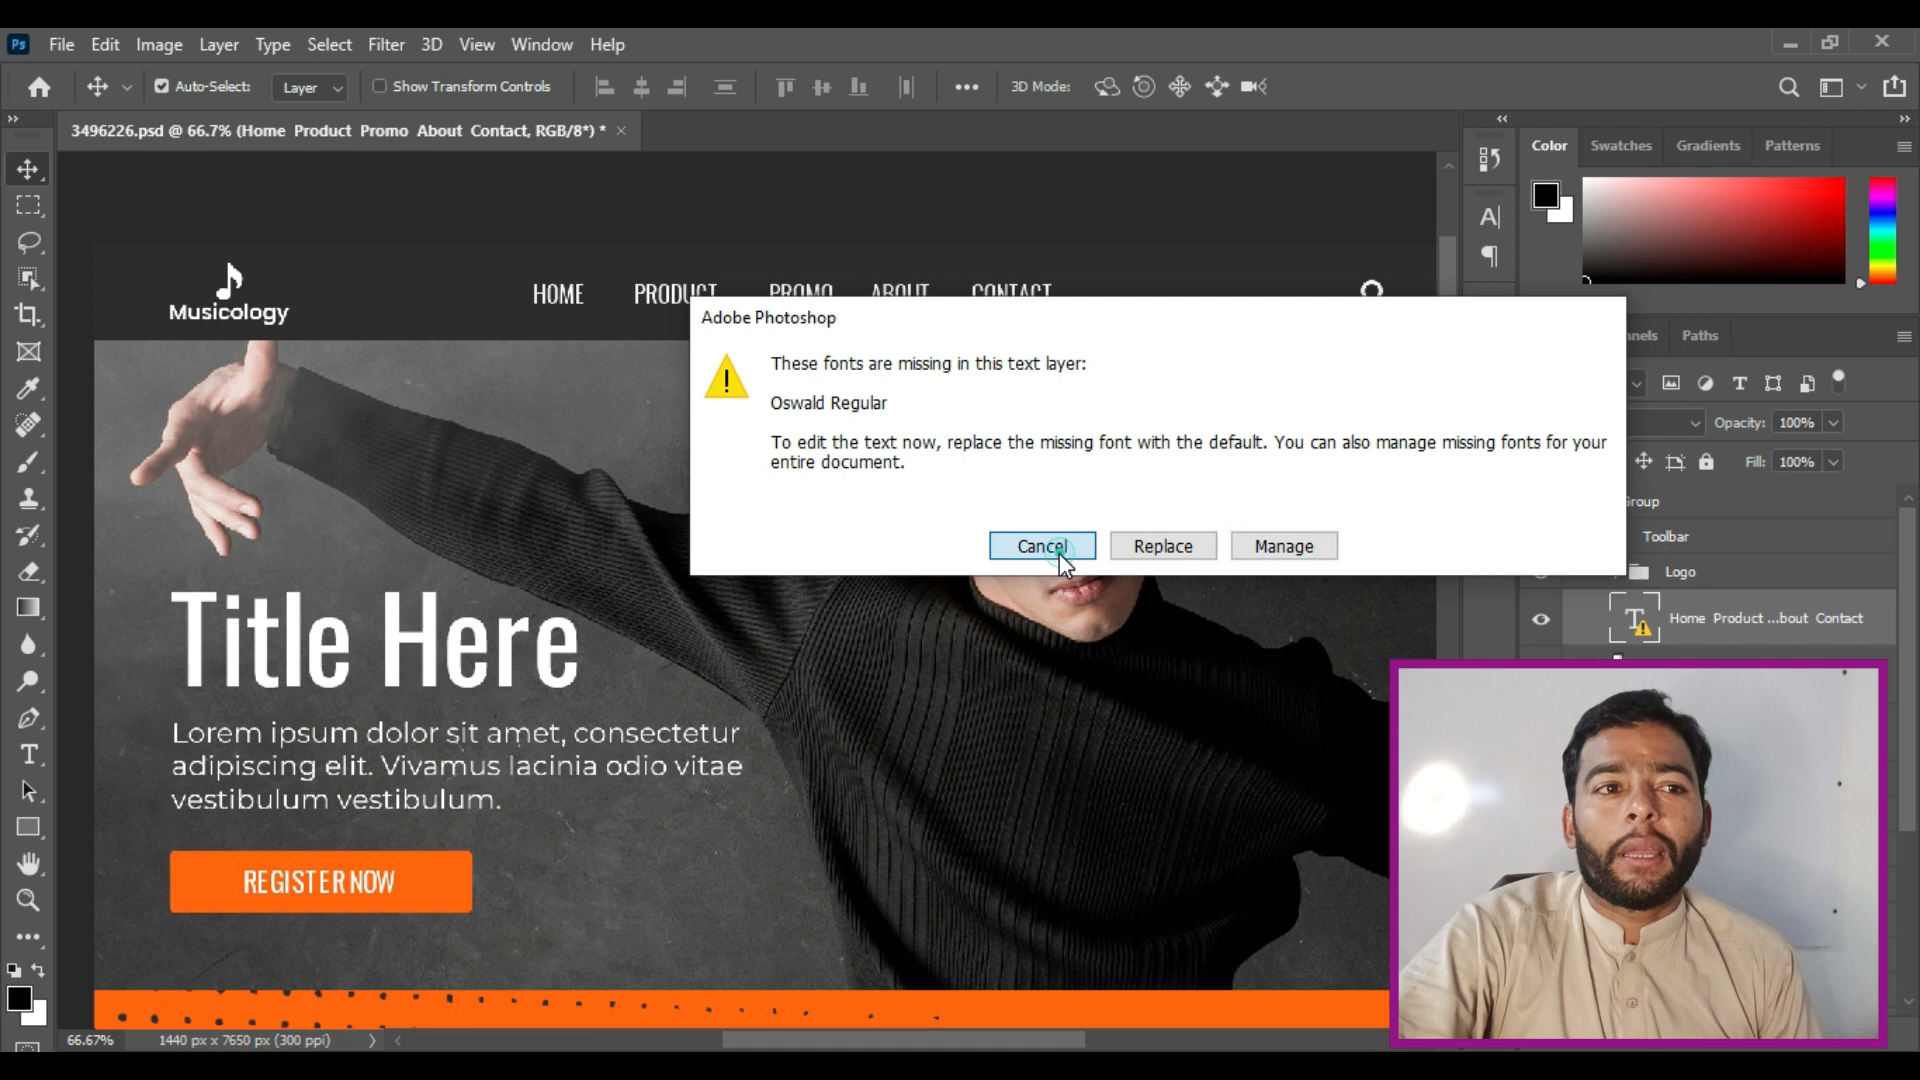 Ps File Edit Image Layer Type Select Filter 3D View Window Help
Auto-Select: Layer Show Transform Controls 3D Mode:
3496226.psd @ 66.7% (Home Product Promo About Contact, RGB/8*) *
Color Swatches Gradients Patterns
Musicology
HOME PRODUCT PROMO ABOUT CONTACT
Adobe Photoshop
These fonts are missing in this text layer:
Oswald Regular
To edit the text now, replace the missing font with the default. You can also manage missing fonts for your
entire document.
Cancel Replace Manage
nnels Paths
Opacity: 100%
Fill: 100%
Group
Toolbar
Logo
Home Product ...bout Contact
Title Here
Lorem ipsum dolor sit amet, consectetur
adipiscing elit. Vivamus lacinia odio vitae
vestibulum vestibulum.
REGISTER NOW
66.67% 1440 px x 7650 px (300 ppi)